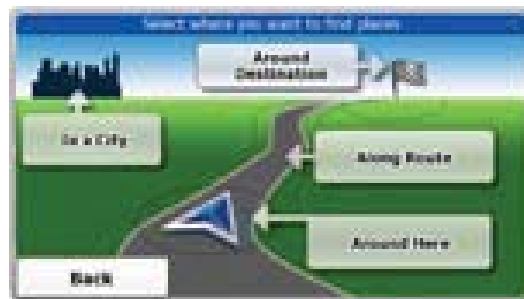 Select where you want to find places
Around
Destination
In a City
Along Route
Around Here
Back